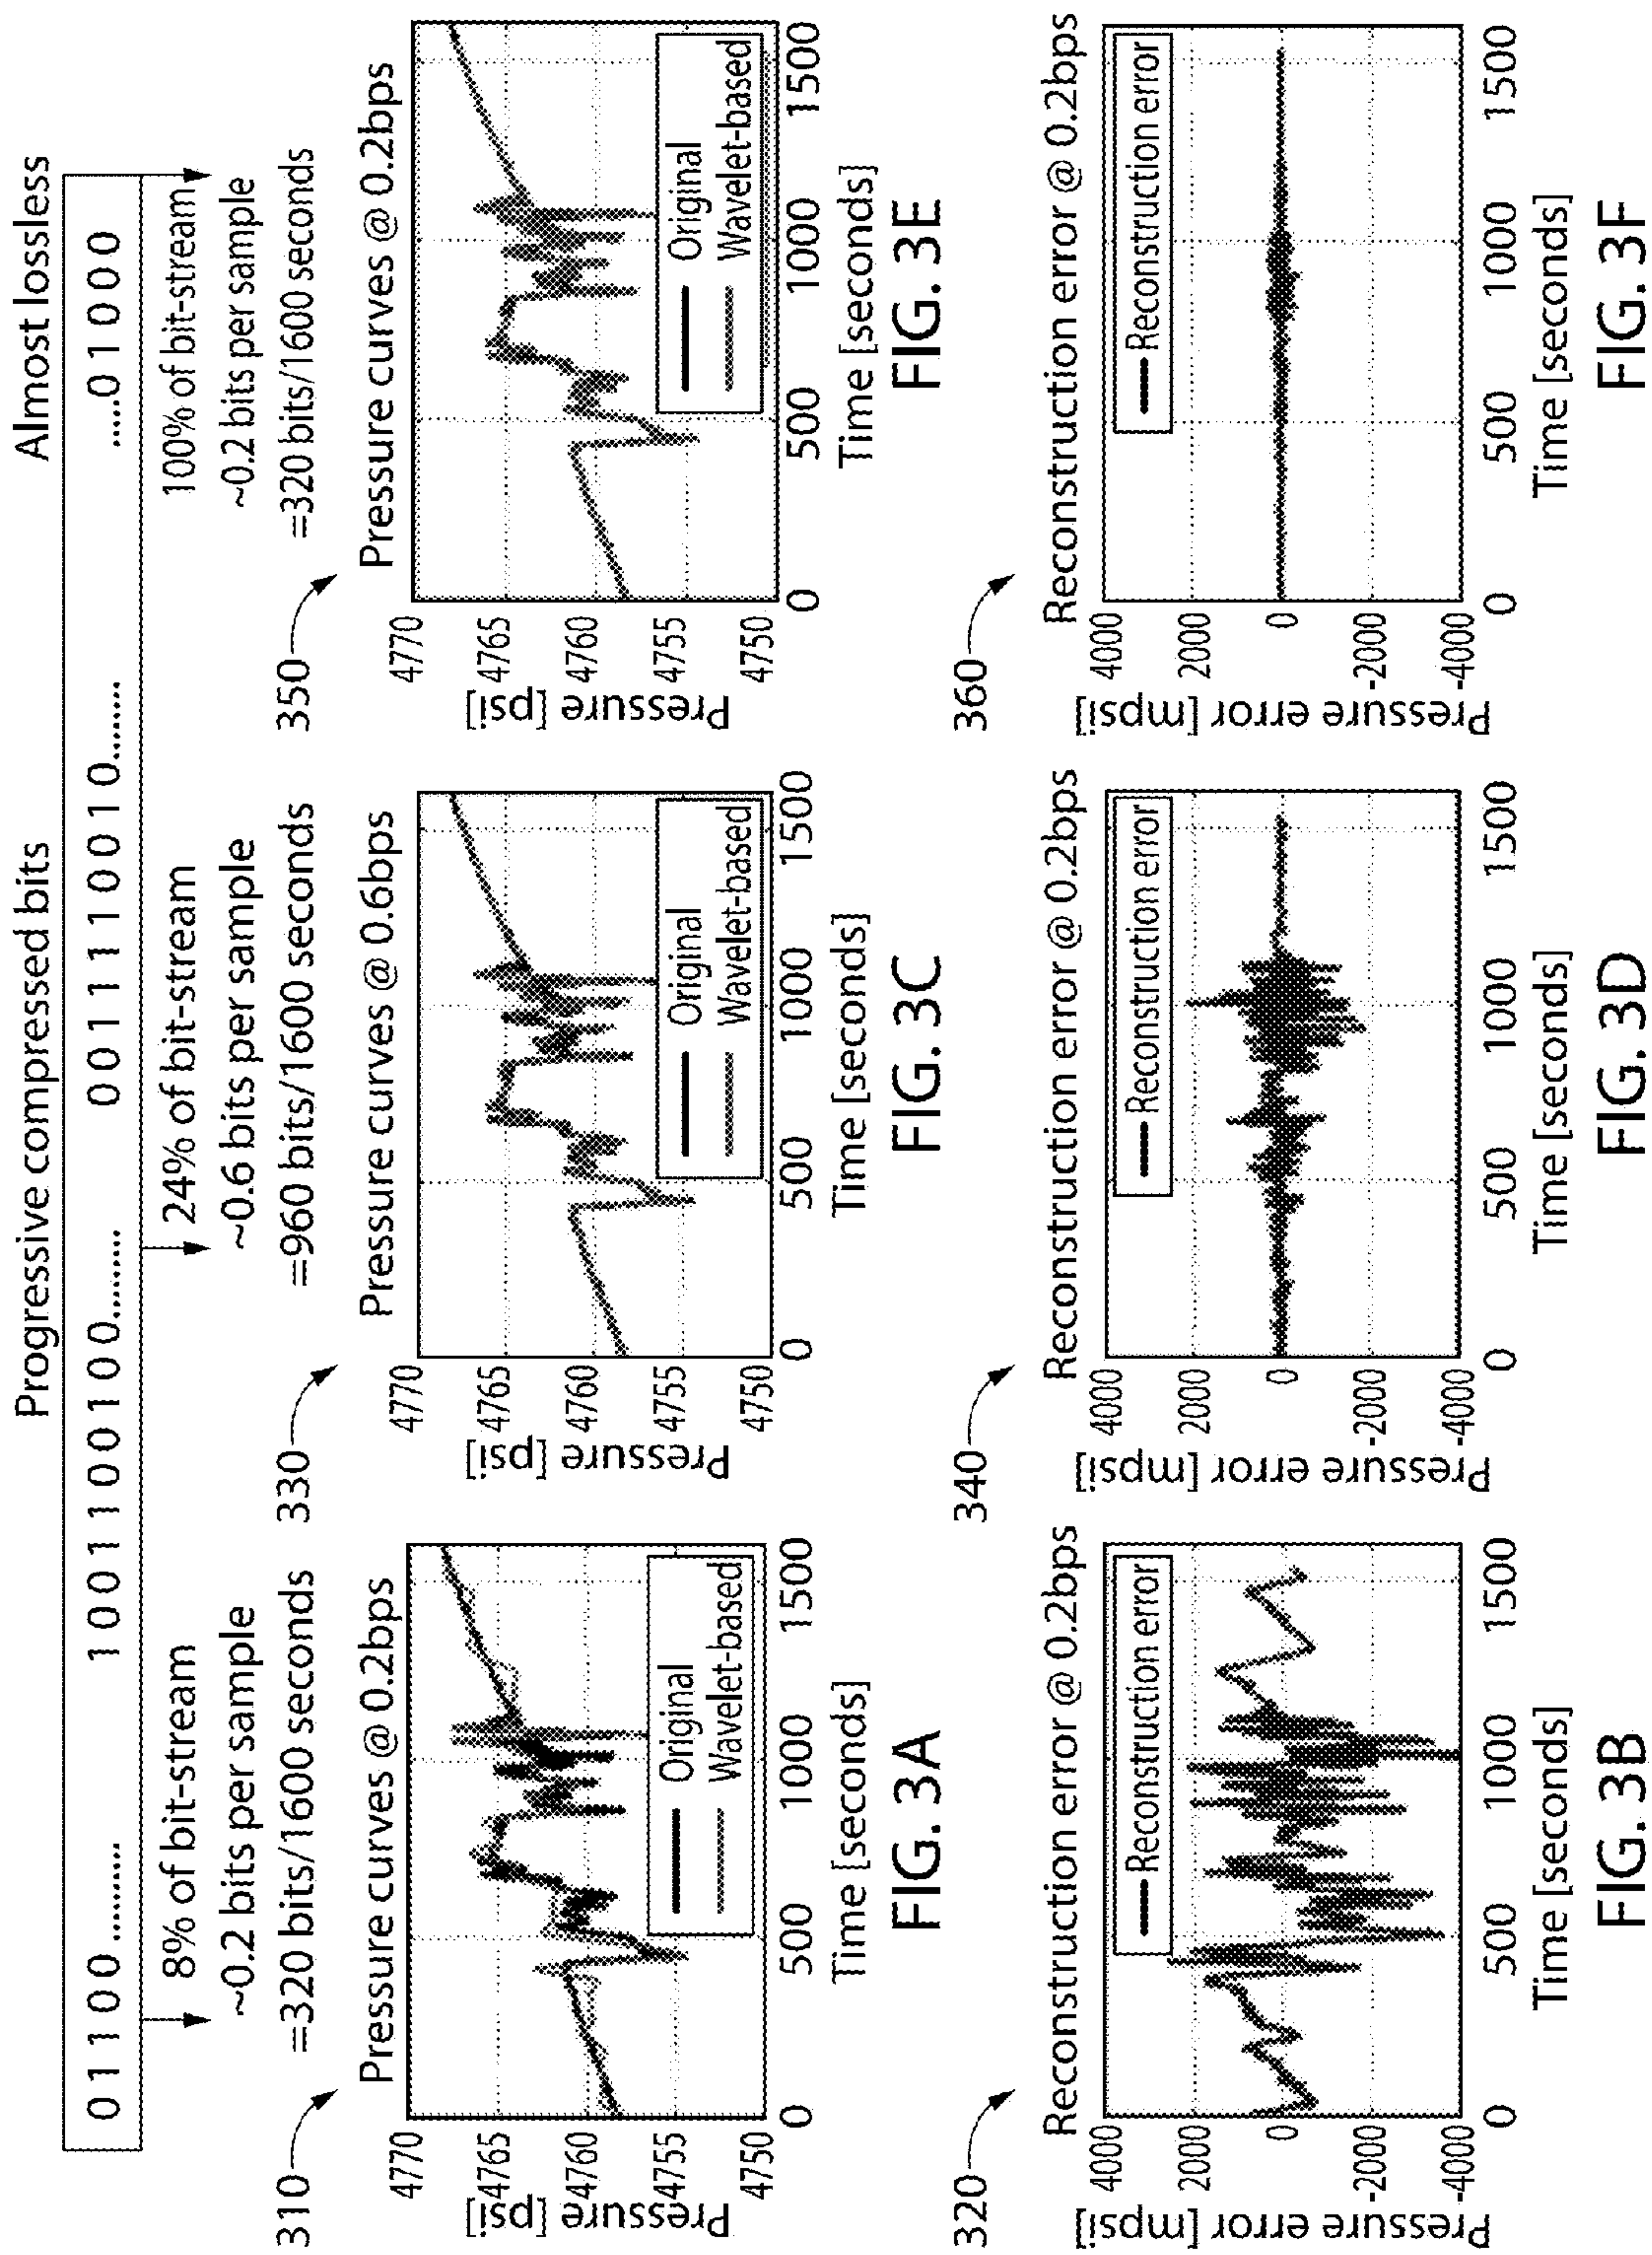 Progressive compressed bits
Almost lossless
0 1 1 0 0 ..........
1 0 0 1 1 0 0 1 0 0..........
0 0 1 1 1 0 0 1 0..........
.....0 1 0 0 0
8% of bit-stream
~0.2 bits per sample
=320 bits/1600 seconds
24% of bit-stream
~0.6 bits per sample
=960 bits/1600 seconds
100% of bit-stream
~0.2 bits per sample
=320 bits/1600 seconds
310
Pressure curves @ 0.2bps
Pressure [psi]
4770
4765
4760
4755
4750
Original
Wavelet-based
0
500
1000
1500
Time [seconds]
FIG. 3A
330
Pressure curves @ 0.6bps
Pressure [psi]
4770
4765
4760
4755
4750
Original
Wavelet-based
0
500
1000
1500
Time [seconds]
FIG. 3C
350
Pressure curves @ 0.2bps
Pressure [psi]
4770
4765
4760
4755
4750
Original
Wavelet-based
0
500
1000
1500
Time [seconds]
FIG. 3E
320
Reconstruction error @ 0.2bps
Pressure error [mpsi]
4000
2000
0
-2000
-4000
Reconstruction error
0
500
1000
1500
Time [seconds]
FIG. 3B
340
Reconstruction error @ 0.2bps
Pressure error [mpsi]
4000
2000
0
-2000
-4000
Reconstruction error
0
500
1000
1500
Time [seconds]
FIG. 3D
360
Reconstruction error @ 0.2bps
Pressure error [mpsi]
4000
2000
0
-2000
-4000
Reconstruction error
0
500
1000
1500
Time [seconds]
FIG. 3F